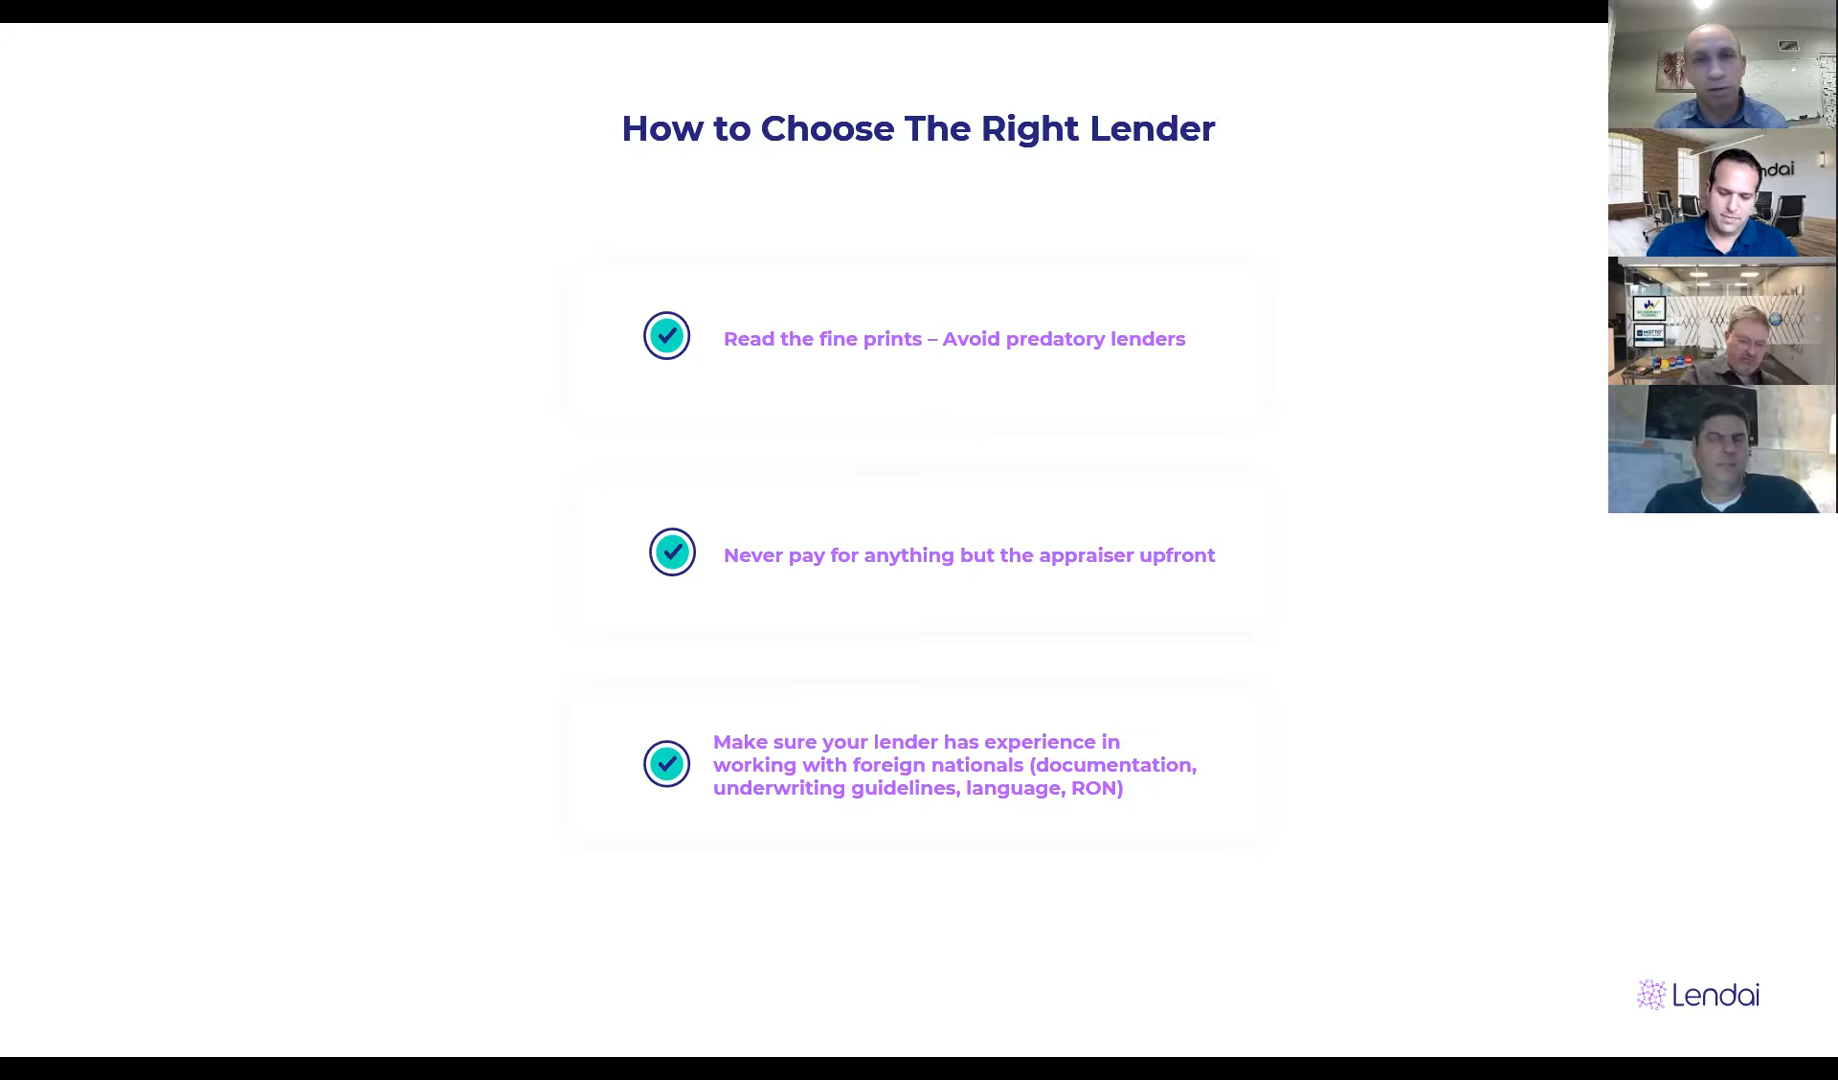 How to Choose The Right Lender
Read the fine prints – Avoid predatory lenders
Never pay for anything but the appraiser upfront
Make sure your lender has experience in
working with foreign nationals (documentation,
underwriting guidelines, language, RON)
Lendai
ndai